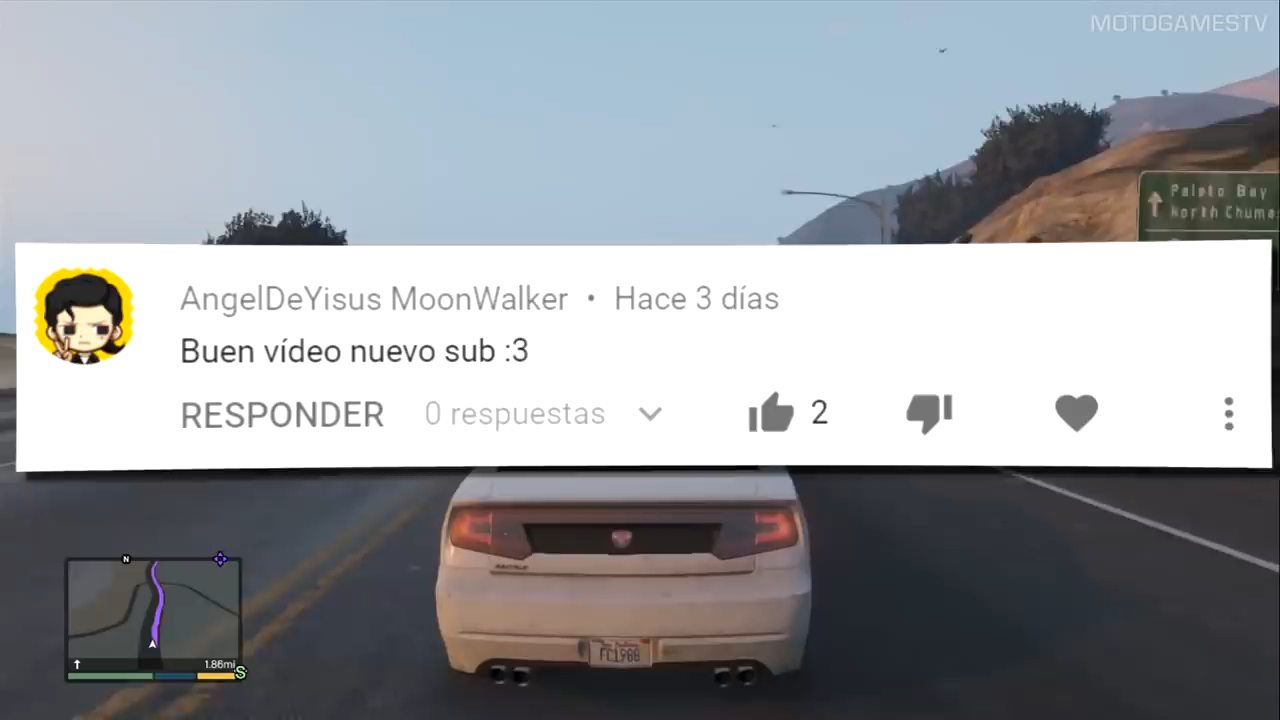 MOTOGAMESTV
Paleto Bay
North Chuma
AngelDeYisus MoonWalker • Hace 3 días
Buen vídeo nuevo sub :3
RESPONDER 0 respuestas 2
N
1.86mi
S
FC1988